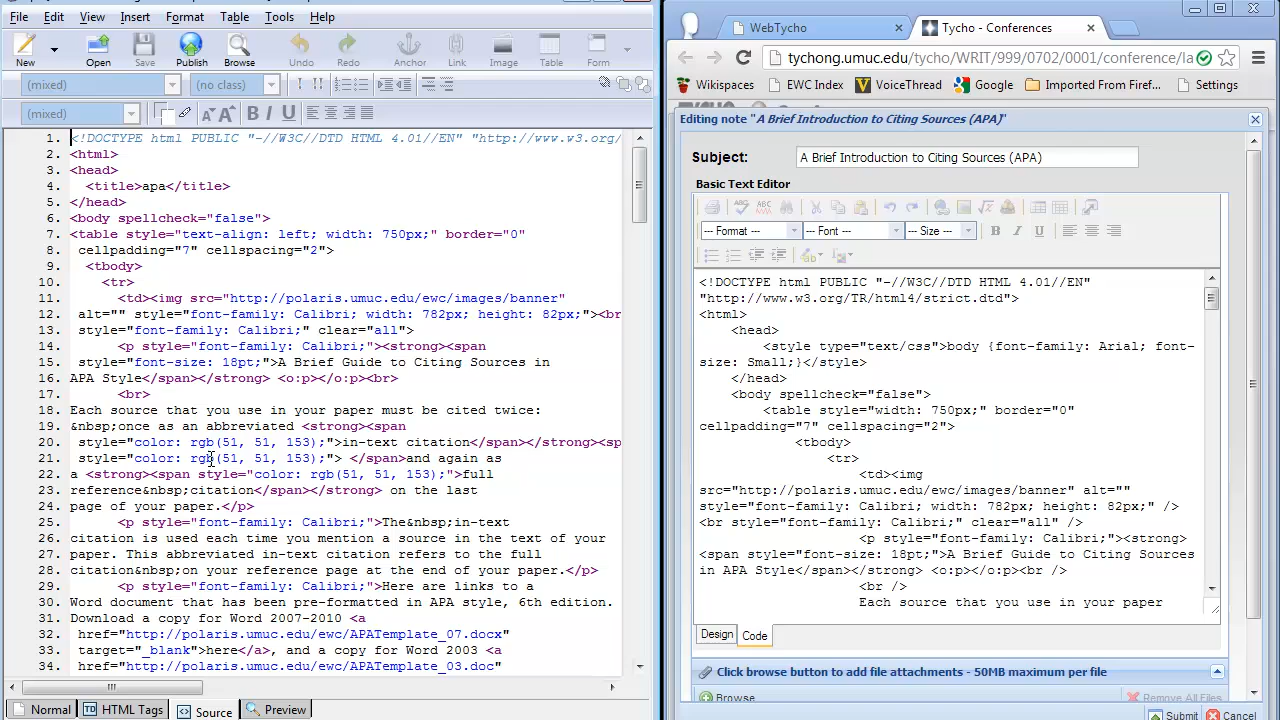 File Edit View Insert Format Table Tools Help
New Open Save Publish Browse Undo Redo Anchor Link Image Table Form
(mixed) (no class)
(mixed) B I U
1. <!DOCTYPE html PUBLIC "-//W3C//DTD HTML 4.01//EN" "http://www.w3.org/
2. <html>
3. <head>
4. <title>apa</title>
5. </head>
6. <body spellcheck="false">
7. <table style="text-align: left; width: 750px;" border="0"
8. cellpadding="7" cellspacing="2">
9. <tbody>
10. <tr>
11. <td><img src="http://polaris.umuc.edu/ewc/images/banner"
12. alt="" style="font-family: Calibri; width: 782px; height: 82px;"><br
13. style="font-family: Calibri;" clear="all">
14. <p style="font-family: Calibri;"><strong><span
15. style="font-size: 18pt;">A Brief Guide to Citing Sources in
16. APA Style</span></strong> <o:p></o:p><br>
17. <br>
18. Each source that you use in your paper must be cited twice:
19. &nbsp;once as an abbreviated <strong><span
20. style="color: rgb(51, 51, 153);">in-text citation</span></strong><sp
21. style="color: rgb(51, 51, 153);"> </span>and again as
22. a <strong><span style="color: rgb(51, 51, 153);">full
23. reference&nbsp;citation</span></strong> on the last
24. page of your paper.</p>
25. <p style="font-family: Calibri;">The&nbsp;in-text
26. citation is used each time you mention a source in the text of your
27. paper. This abbreviated in-text citation refers to the full
28. citation&nbsp;on your reference page at the end of your paper.</p>
29. <p style="font-family: Calibri;">Here are links to a
30. Word document that has been pre-formatted in APA style, 6th edition.
31. Download a copy for Word 2007-2010 <a
32. href="http://polaris.umuc.edu/ewc/APATemplate_07.docx"
33. target="_blank">here</a>, and a copy for Word 2003 <a
34. href="http://polaris.umuc.edu/ewc/APATemplate_03.doc"
Normal HTML Tags Source Preview
WebTycho Tycho - Conferences
tychong.umuc.edu/tycho/WRIT/999/0702/0001/conference/la
Wikispaces EWC Index VoiceThread Google Imported From Firef... Settings
Editing note "A Brief Introduction to Citing Sources (APA)"
Subject: A Brief Introduction to Citing Sources (APA)
Basic Text Editor
-- Format -- -- Font -- -- Size -- B I U
<!DOCTYPE html PUBLIC "-//W3C//DTD HTML 4.01//EN"
"http://www.w3.org/TR/html4/strict.dtd">
<html>
<head>
<style type="text/css">body {font-family: Arial; font-
size: Small;}</style>
</head>
<body spellcheck="false">
<table style="width: 750px;" border="0"
cellpadding="7" cellspacing="2">
<tbody>
<tr>
<td><img
src="http://polaris.umuc.edu/ewc/images/banner" alt=""
style="font-family: Calibri; width: 782px; height: 82px;" />
<br style="font-family: Calibri;" clear="all" />
<p style="font-family: Calibri;"><strong>
<span style="font-size: 18pt;">A Brief Guide to Citing Sources
in APA Style</span></strong> <o:p></o:p><br />
<br />
Each source that you use in your paper
Design Code
Click browse button to add file attachments - 50MB maximum per file
Browse Remove All Files
Submit Cancel